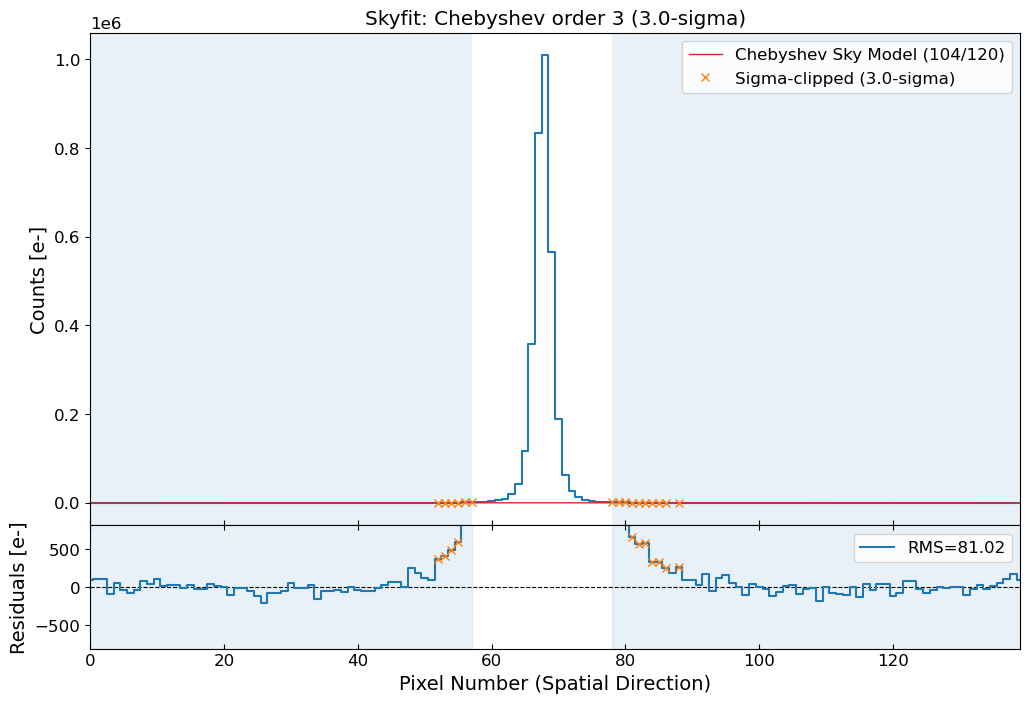 Skyfit: Chebyshev order 3 (3.0-sigma)
1e6
Chebyshev Sky Model (104/120)
Sigma-clipped (3.0-sigma)
1.0
0.8
0.6
0.4
0.2
0.0
Counts [e-]
RMS=81.02
500
0
−500
Residuals [e-]
0 20 40 60 80 100 120
Pixel Number (Spatial Direction)